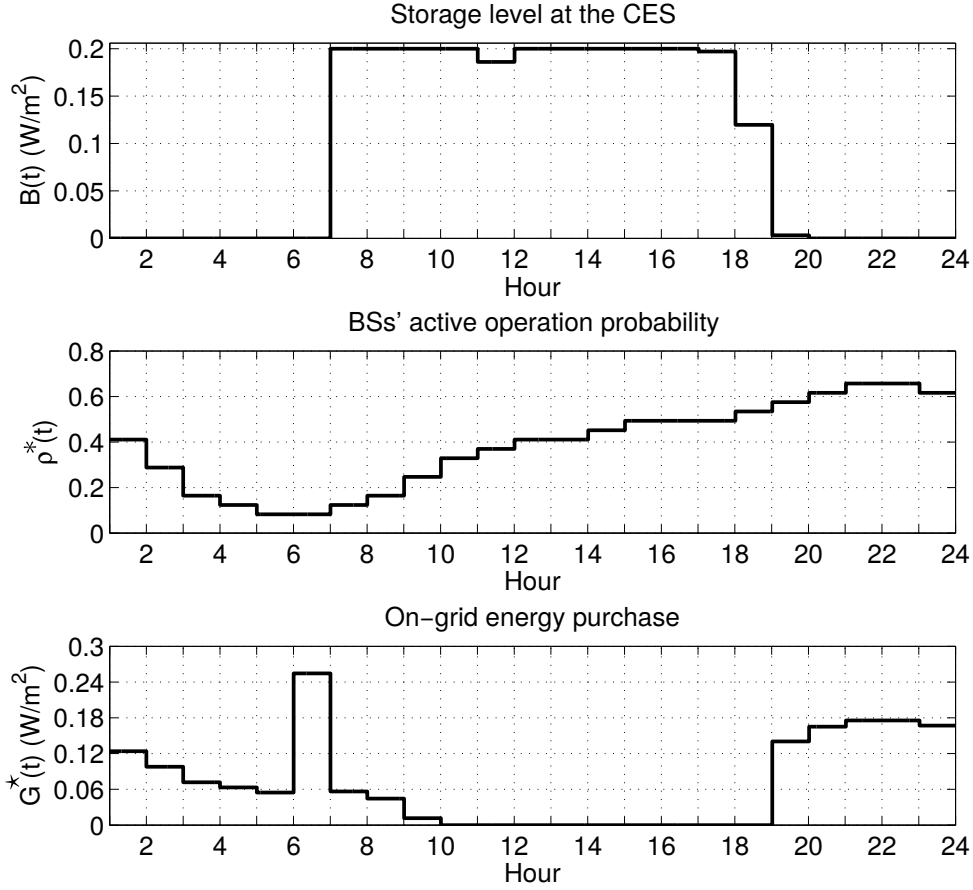 Storage level at the CES
0.2
0.15
0.1
0.05
0
B(t) (W/m²)
2 4 6 8 10 12 14 16 18 20 22 24
Hour
BSs' active operation probability
0.8
0.6
0.4
0.2
0
ρ*(t)
2 4 6 8 10 12 14 16 18 20 22 24
Hour
On−grid energy purchase
0.3
0.24
0.18
0.12
0.06
0
G★(t) (W/m²)
2 4 6 8 10 12 14 16 18 20 22 24
Hour